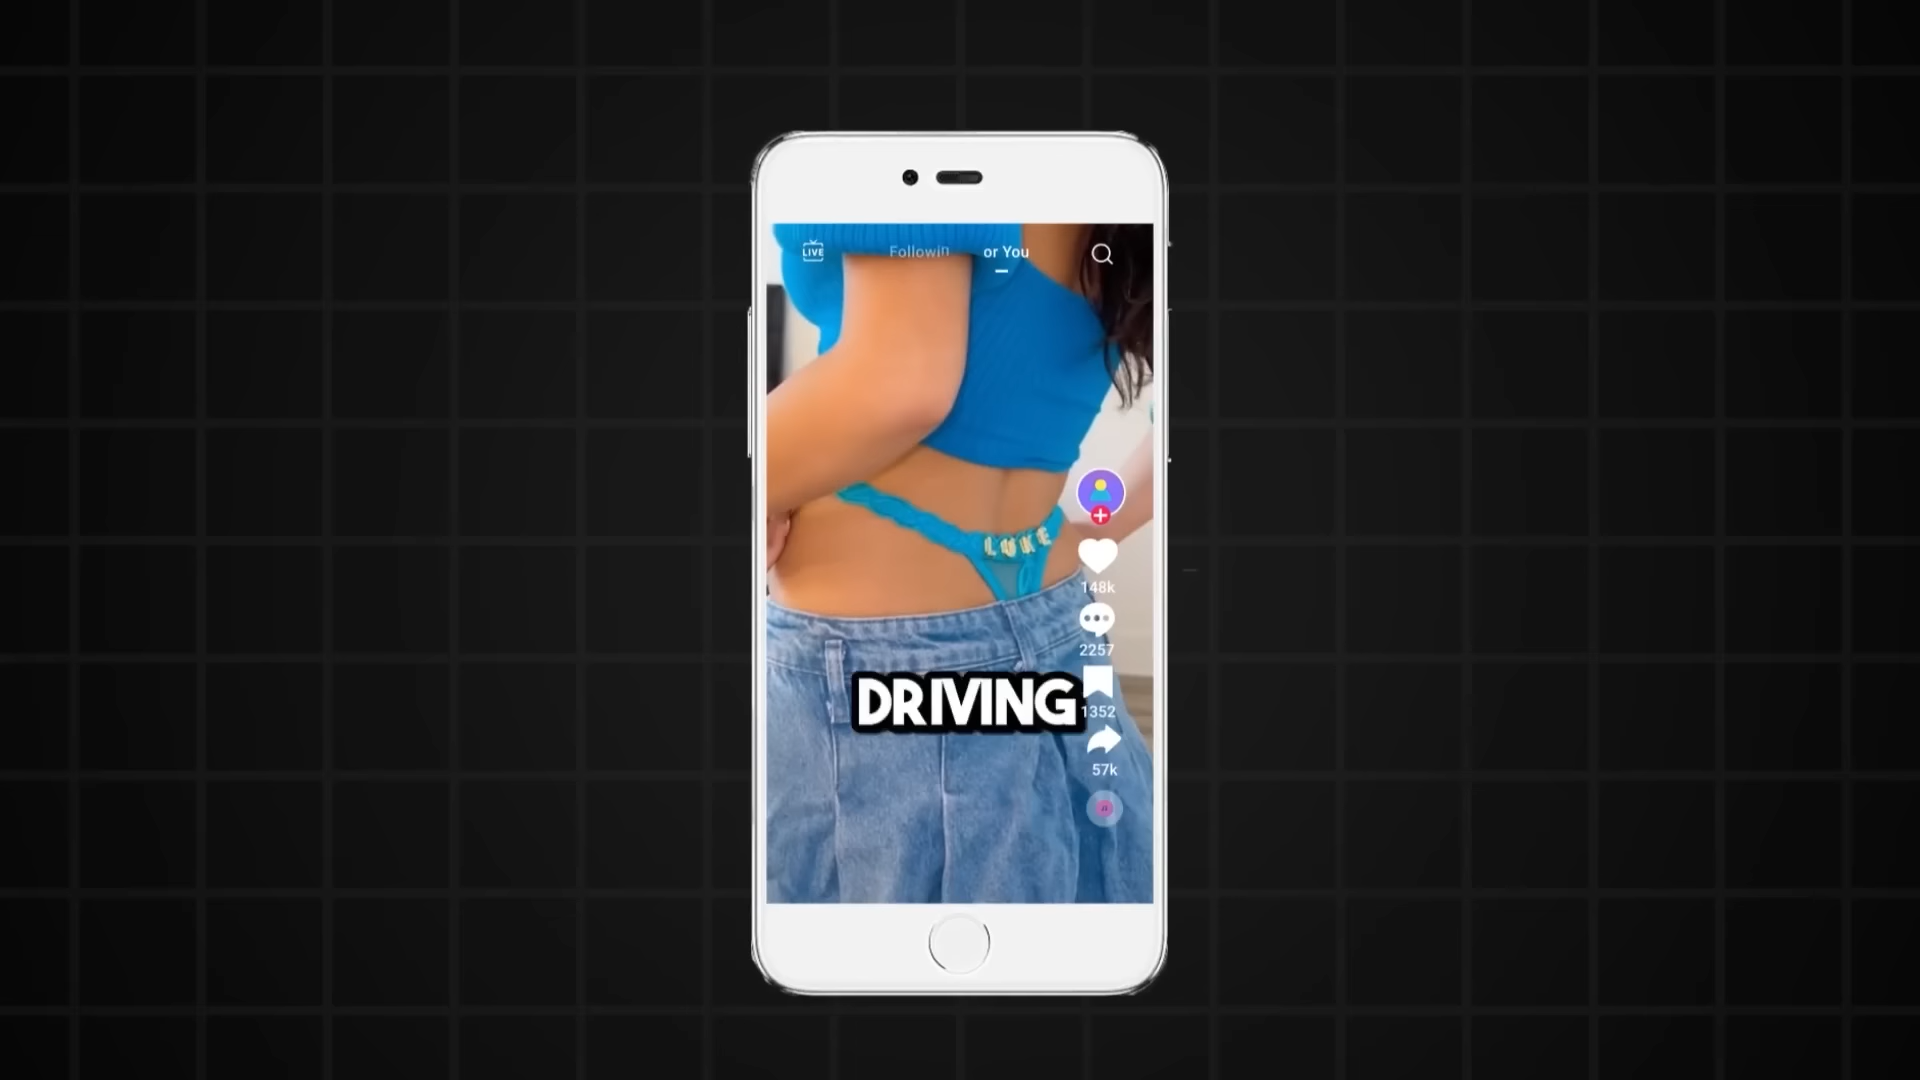 LIVE
Followin
or You
LUKE
148k
2257
DRIVING
1352
57k